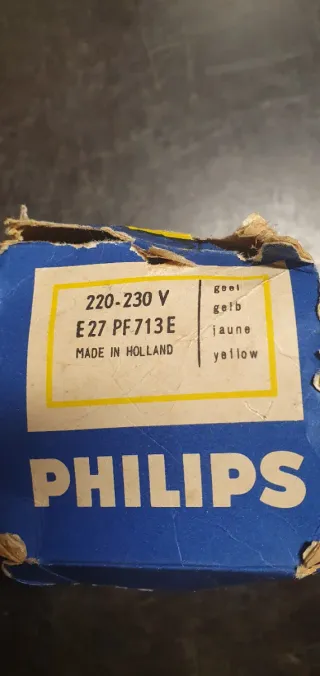 220-230 V
E27 PF713E
MADE IN HOLLAND
geel
gelb
jaune
yellow
PHILIPS